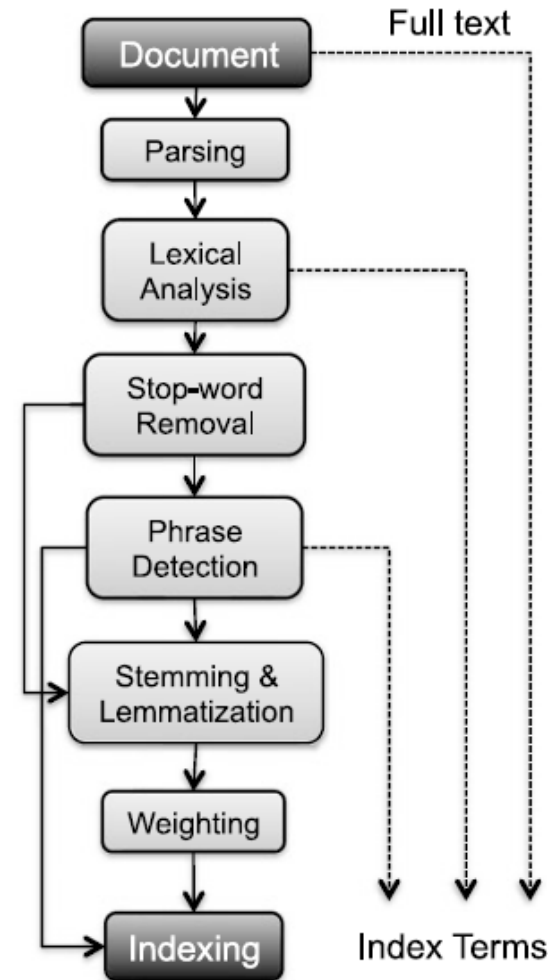 Full text
Document
Parsing
Lexical
Analysis
Stop-word
Removal
Phrase
Detection
Stemming &
Lemmatization
Weighting
Indexing
Index Terms